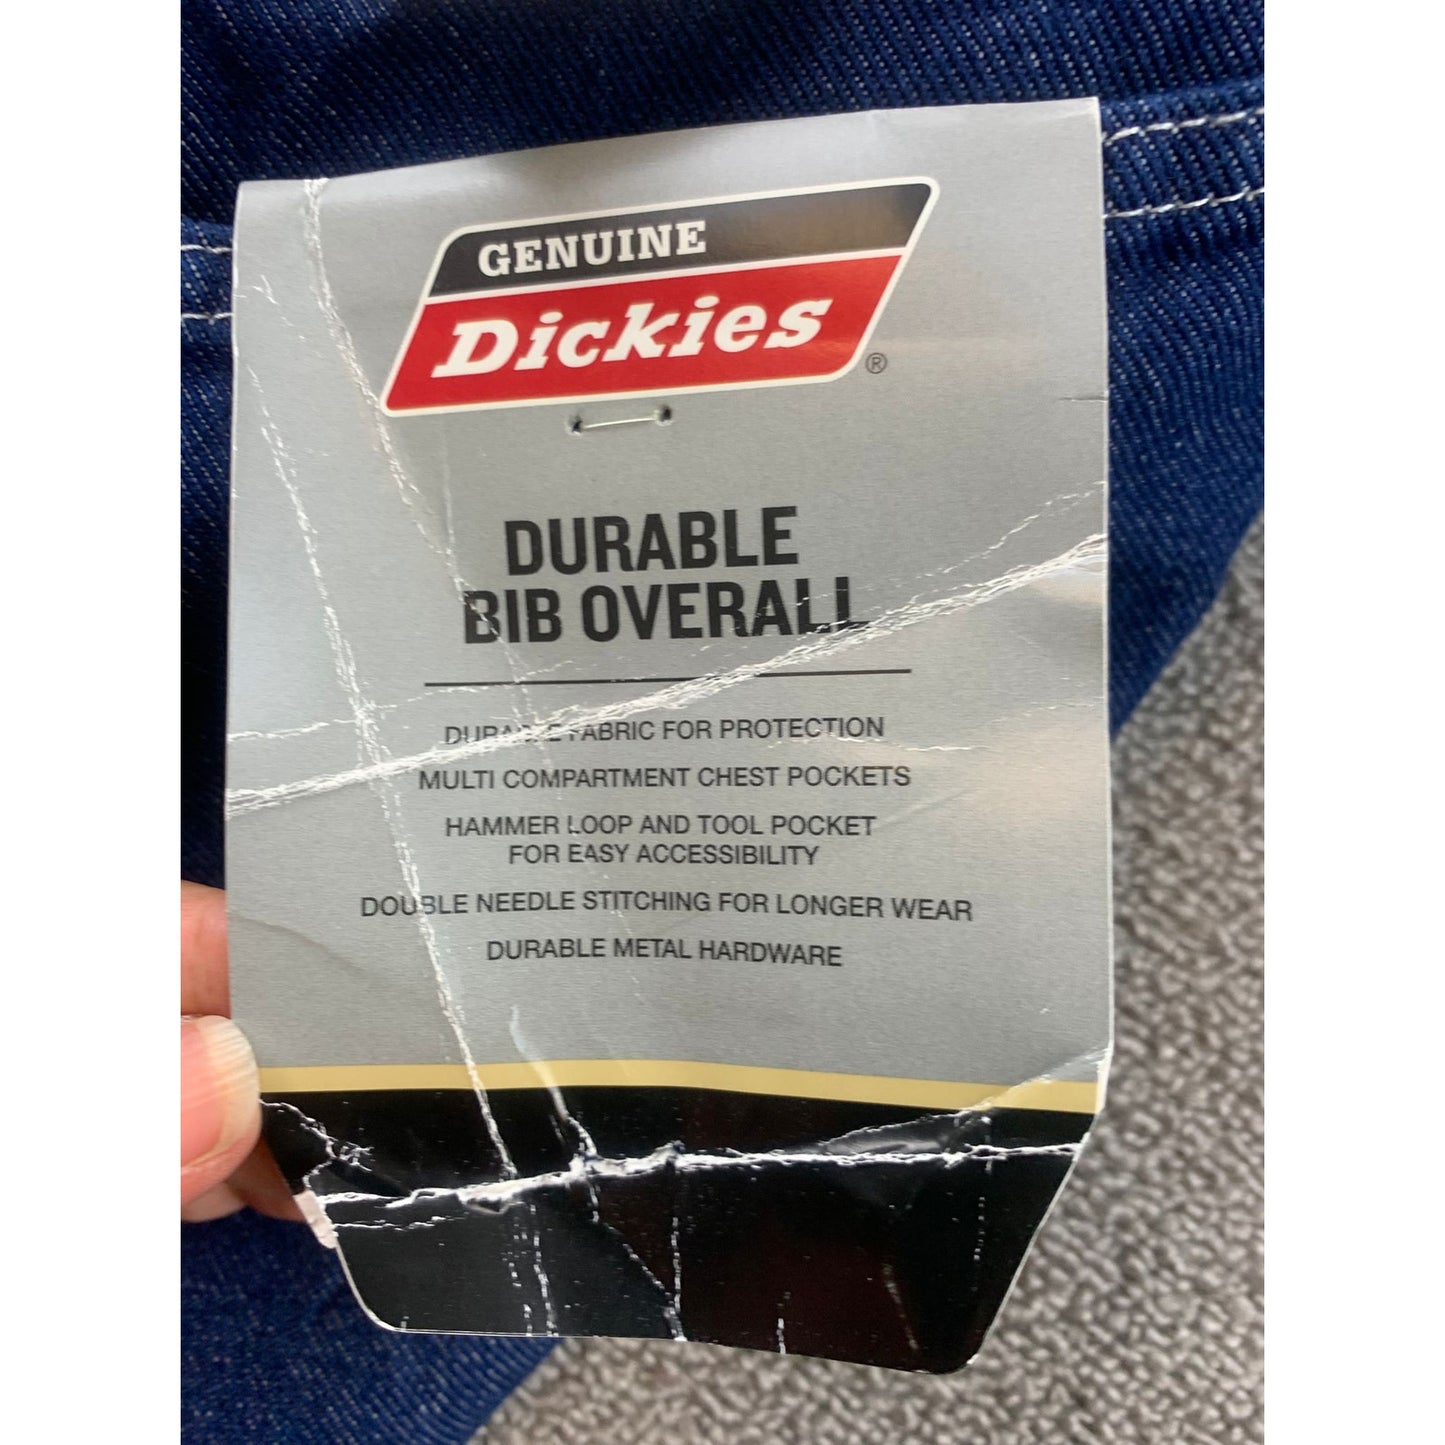 GENUINE
Dickies
®
DURABLE
BIB OVERALL
DURABLE FABRIC FOR PROTECTION
MULTI COMPARTMENT CHEST POCKETS
HAMMER LOOP AND TOOL POCKET
FOR EASY ACCESSIBILITY
DOUBLE NEEDLE STITCHING FOR LONGER WEAR
DURABLE METAL HARDWARE